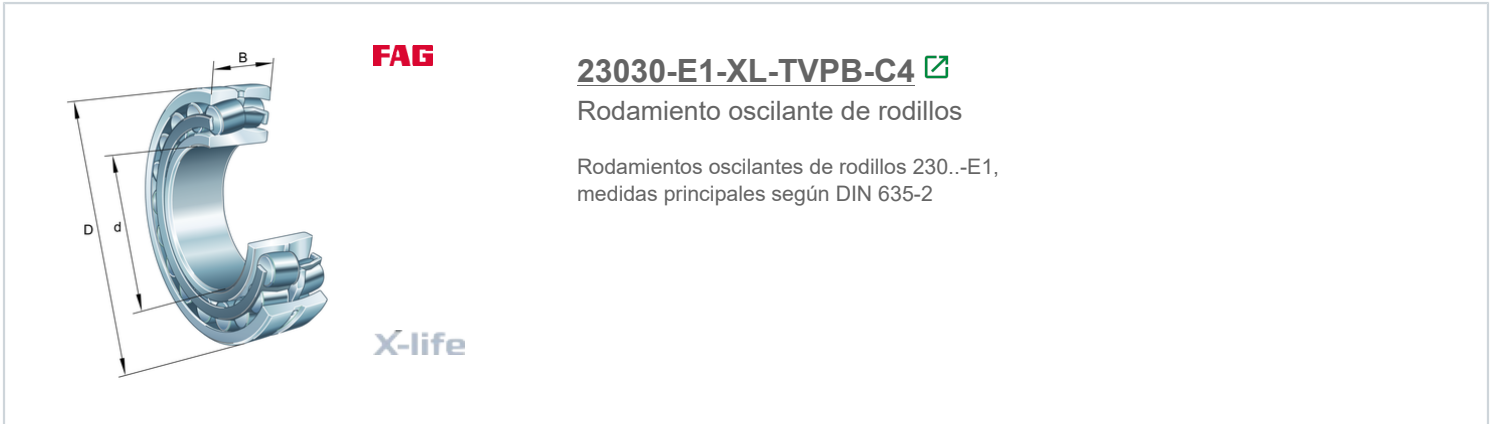 B
FAG
23030-E1-XL-TVPB-C4
Rodamiento oscilante de rodillos
Rodamientos oscilantes de rodillos 230..-E1,
medidas principales según DIN 635-2
D
d
X-life